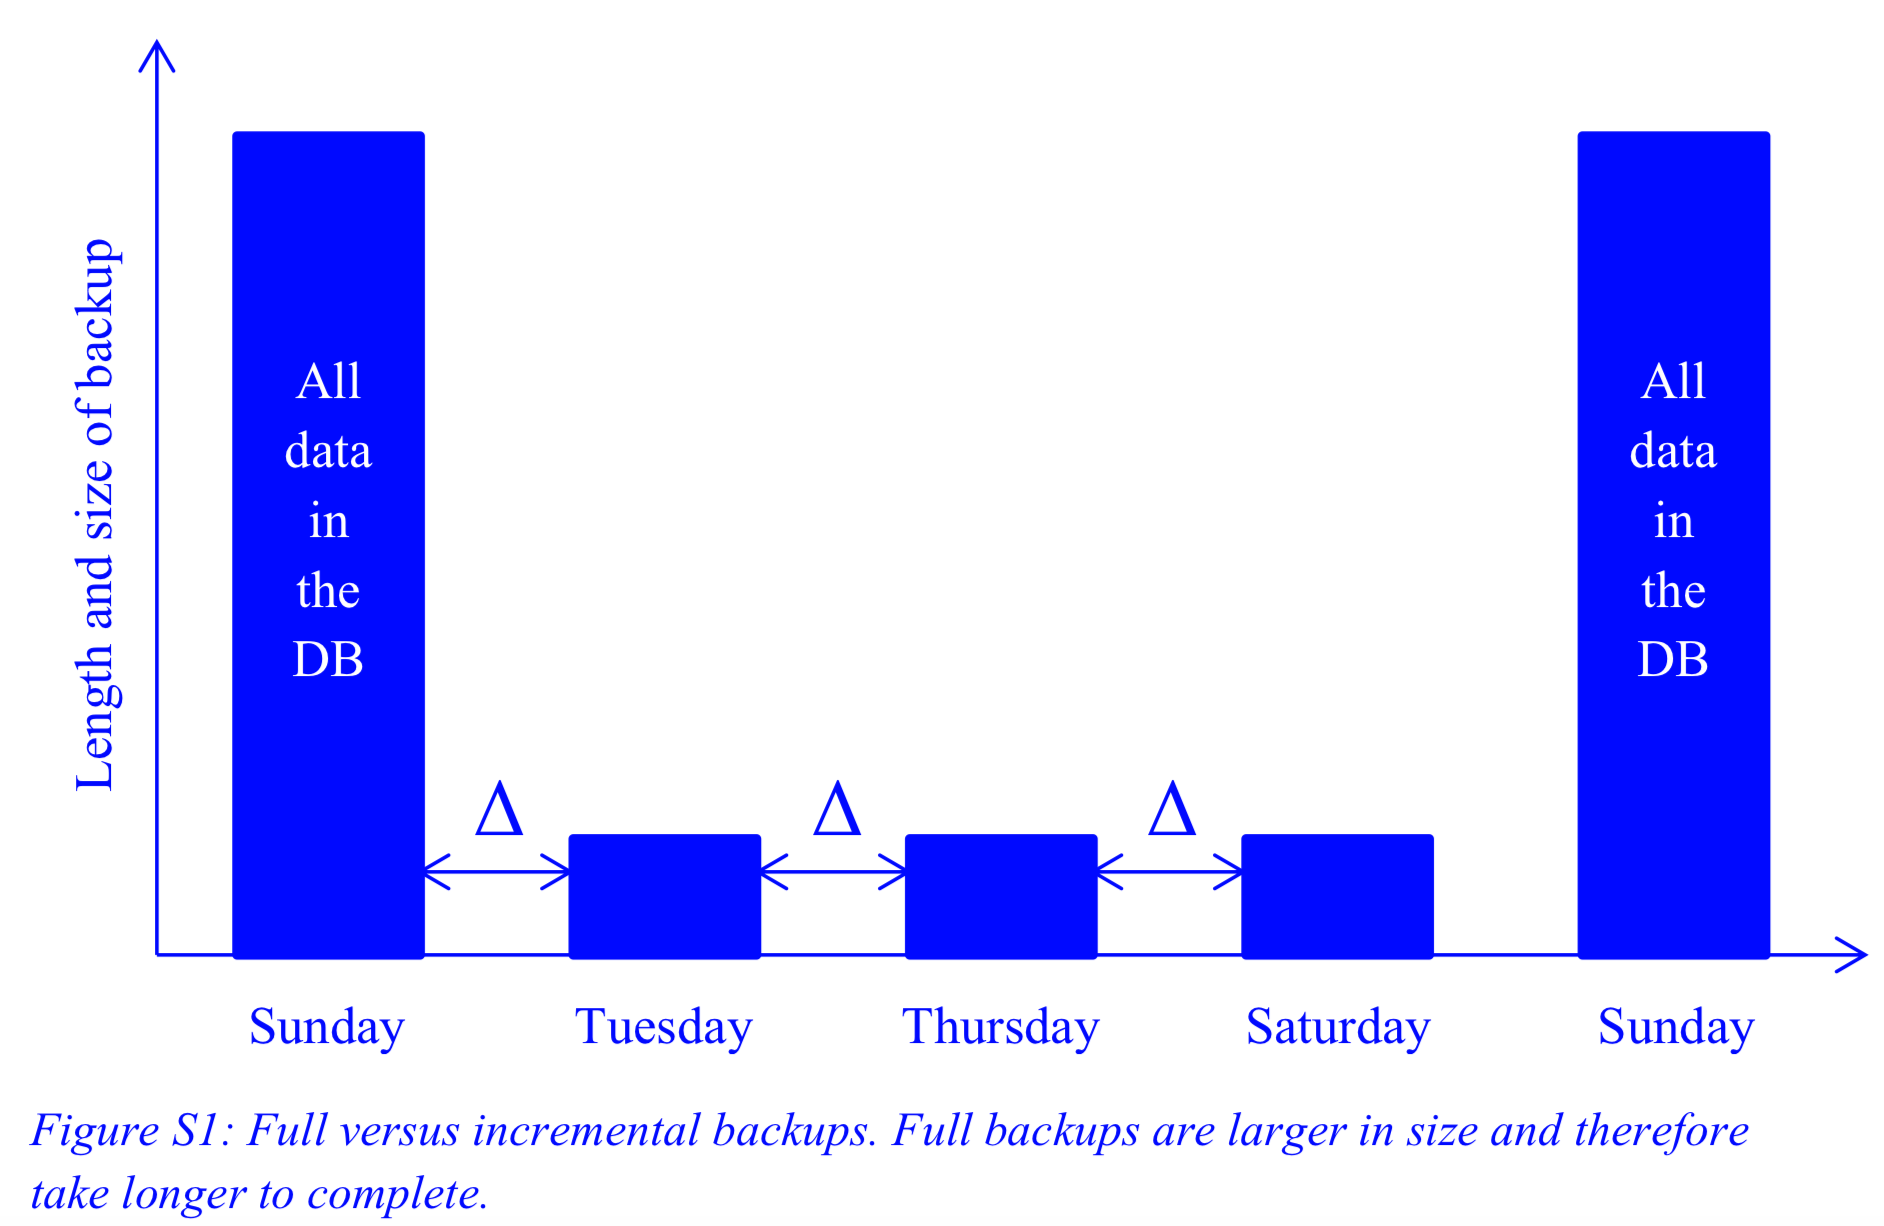 Length and size of backup
All
data
in
the
DB
All
data
in
the
DB
Δ
Δ
Δ
Sunday
Tuesday
Thursday
Saturday
Sunday
Figure S1: Full versus incremental backups. Full backups are larger in size and therefore
take longer to complete.